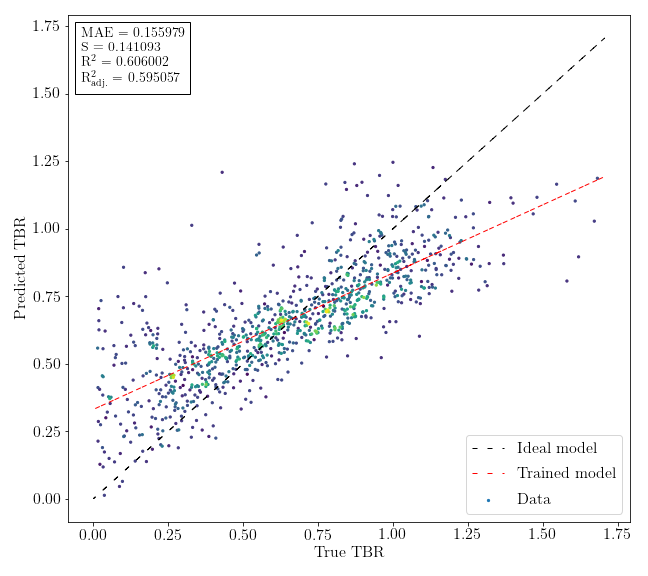 MAE = 0.155979
S = 0.141093
R² = 0.606002
R²adj. = 0.595057
1.75
1.50
1.25
1.00
0.75
0.50
0.25
0.00
Predicted TBR
Ideal model
Trained model
Data
0.00 0.25 0.50 0.75 1.00 1.25 1.50 1.75
True TBR